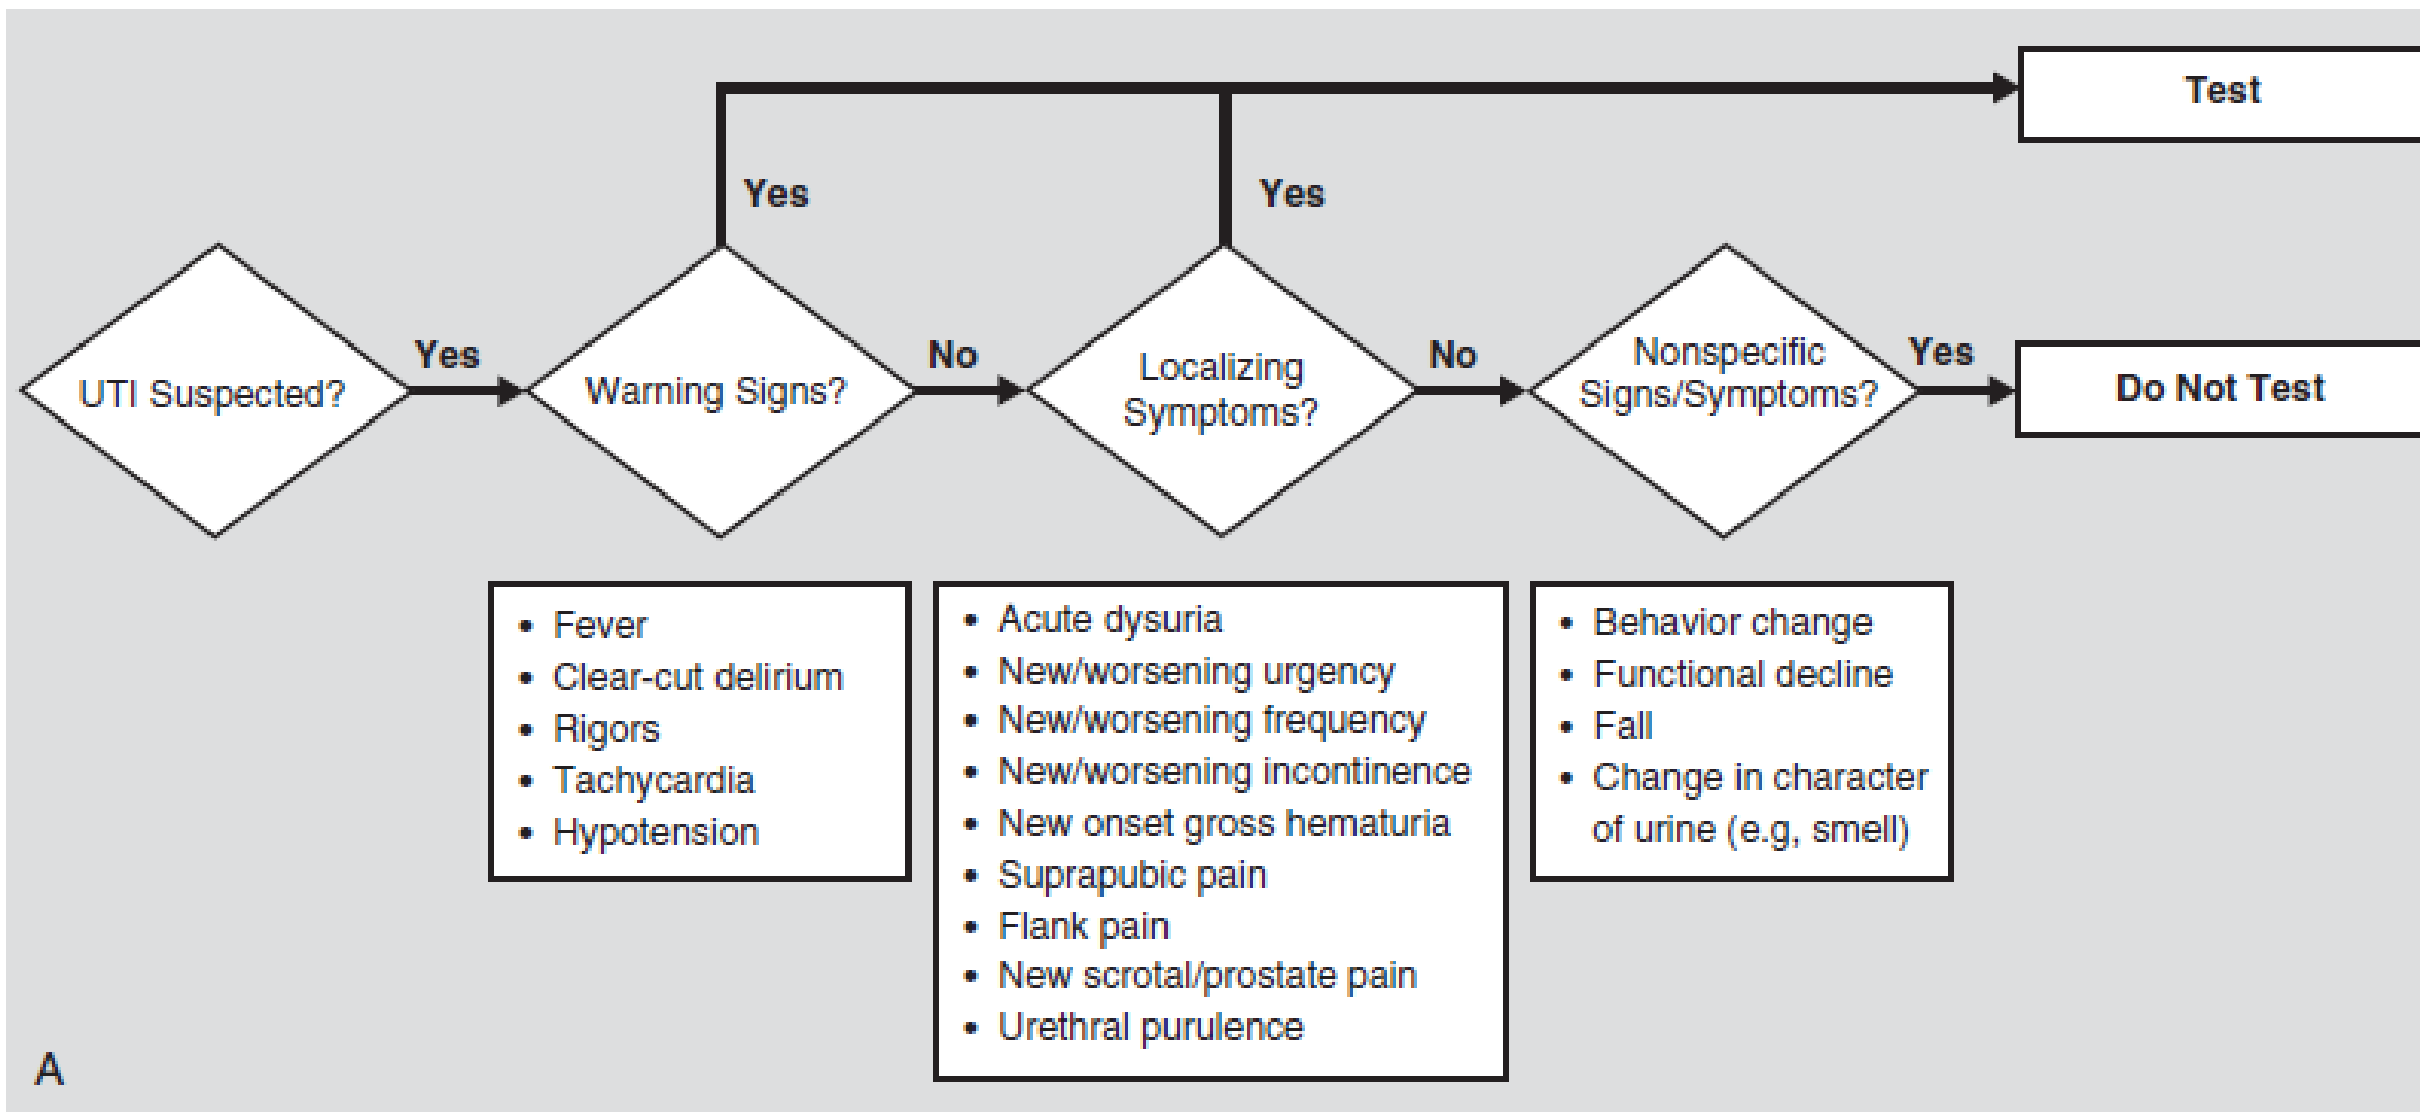 Test
Yes
Yes
UTI Suspected?
Yes
Warning Signs?
No
Localizing
Symptoms?
No
Nonspecific
Signs/Symptoms?
Yes
Do Not Test
• Fever
• Clear-cut delirium
• Rigors
• Tachycardia
• Hypotension
• Acute dysuria
• New/worsening urgency
• New/worsening frequency
• New/worsening incontinence
• New onset gross hematuria
• Suprapubic pain
• Flank pain
• New scrotal/prostate pain
• Urethral purulence
• Behavior change
• Functional decline
• Fall
• Change in character
of urine (e.g, smell)
A